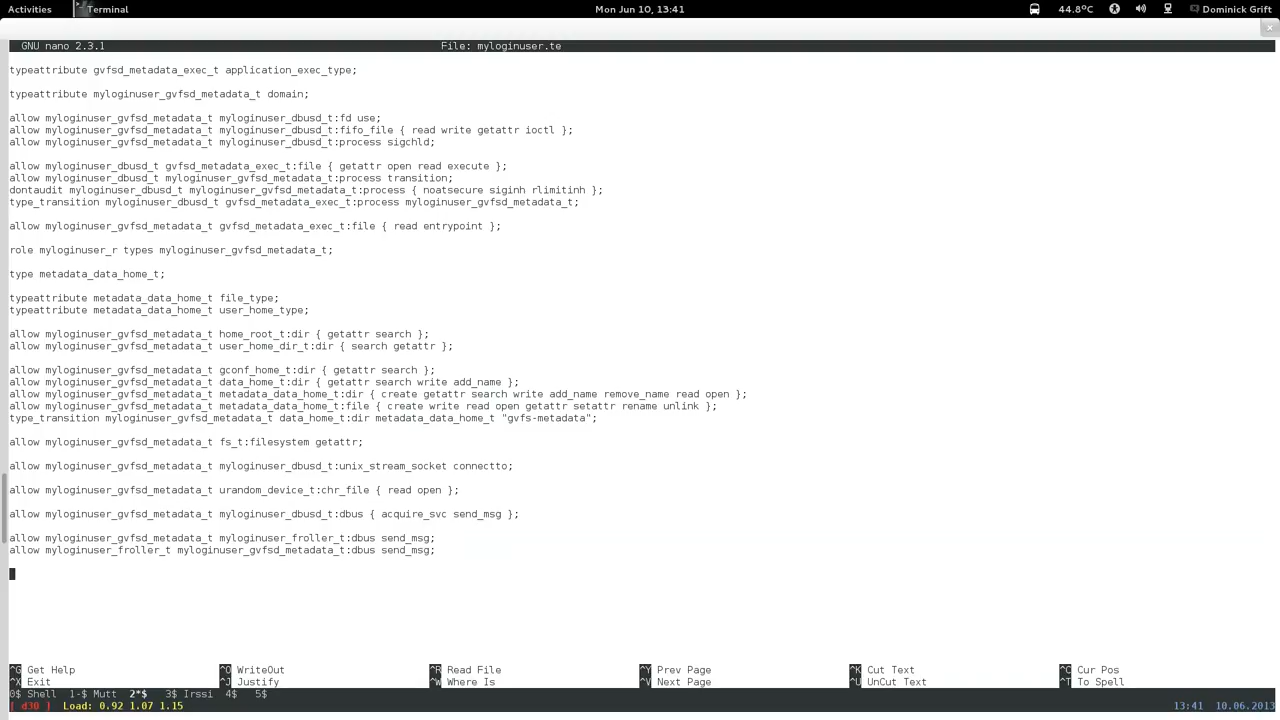 Activities Terminal Mon Jun 10, 13:41 44.8°C Dominick Grift
GNU nano 2.3.1 File: myloginuser.te
typeattribute gvfsd_metadata_exec_t application_exec_type;
typeattribute myloginuser_gvfsd_metadata_t domain;
allow myloginuser_gvfsd_metadata_t myloginuser_dbusd_t:fd use;
allow myloginuser_gvfsd_metadata_t myloginuser_dbusd_t:fifo_file { read write getattr ioctl };
allow myloginuser_gvfsd_metadata_t myloginuser_dbusd_t:process sigchld;
allow myloginuser_dbusd_t gvfsd_metadata_exec_t:file { getattr open read execute };
allow myloginuser_dbusd_t myloginuser_gvfsd_metadata_t:process transition;
dontaudit myloginuser_dbusd_t myloginuser_gvfsd_metadata_t:process { noatsecure siginh rlimitinh };
type_transition myloginuser_dbusd_t gvfsd_metadata_exec_t:process myloginuser_gvfsd_metadata_t;
allow myloginuser_gvfsd_metadata_t gvfsd_metadata_exec_t:file { read entrypoint };
role myloginuser_r types myloginuser_gvfsd_metadata_t;
type metadata_data_home_t;
typeattribute metadata_data_home_t file_type;
typeattribute metadata_data_home_t user_home_type;
allow myloginuser_gvfsd_metadata_t home_root_t:dir { getattr search };
allow myloginuser_gvfsd_metadata_t user_home_dir_t:dir { search getattr };
allow myloginuser_gvfsd_metadata_t gconf_home_t:dir { getattr search };
allow myloginuser_gvfsd_metadata_t data_home_t:dir { getattr search write add_name };
allow myloginuser_gvfsd_metadata_t metadata_data_home_t:dir { create getattr search write add_name remove_name read open };
allow myloginuser_gvfsd_metadata_t metadata_data_home_t:file { create write read open getattr setattr rename unlink };
type_transition myloginuser_gvfsd_metadata_t data_home_t:dir metadata_data_home_t "gvfs-metadata";
allow myloginuser_gvfsd_metadata_t fs_t:filesystem getattr;
allow myloginuser_gvfsd_metadata_t myloginuser_dbusd_t:unix_stream_socket connectto;
allow myloginuser_gvfsd_metadata_t urandom_device_t:chr_file { read open };
allow myloginuser_gvfsd_metadata_t myloginuser_dbusd_t:dbus { acquire_svc send_msg };
allow myloginuser_gvfsd_metadata_t myloginuser_froller_t:dbus send_msg;
allow myloginuser_froller_t myloginuser_gvfsd_metadata_t:dbus send_msg;
^G Get Help ^O WriteOut ^R Read File ^Y Prev Page ^K Cut Text ^C Cur Pos
^X Exit ^J Justify ^W Where Is ^V Next Page ^U UnCut Text ^T To Spell
0$ Shell 1-$ Mutt 2*$ 3$ Irssi 4$ 5$
[ d30 ] Load: 0.92 1.07 1.15 13:41 10.06.2013